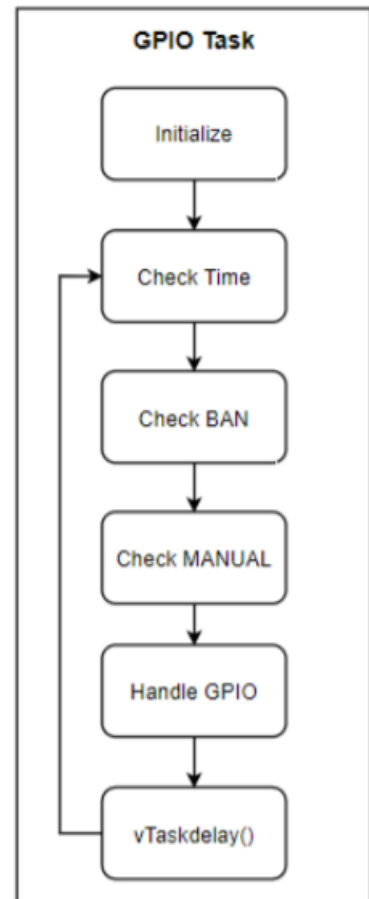 GPIO Task
Initialize
Check Time
Check BAN
Check MANUAL
Handle GPIO
vTaskdelay()